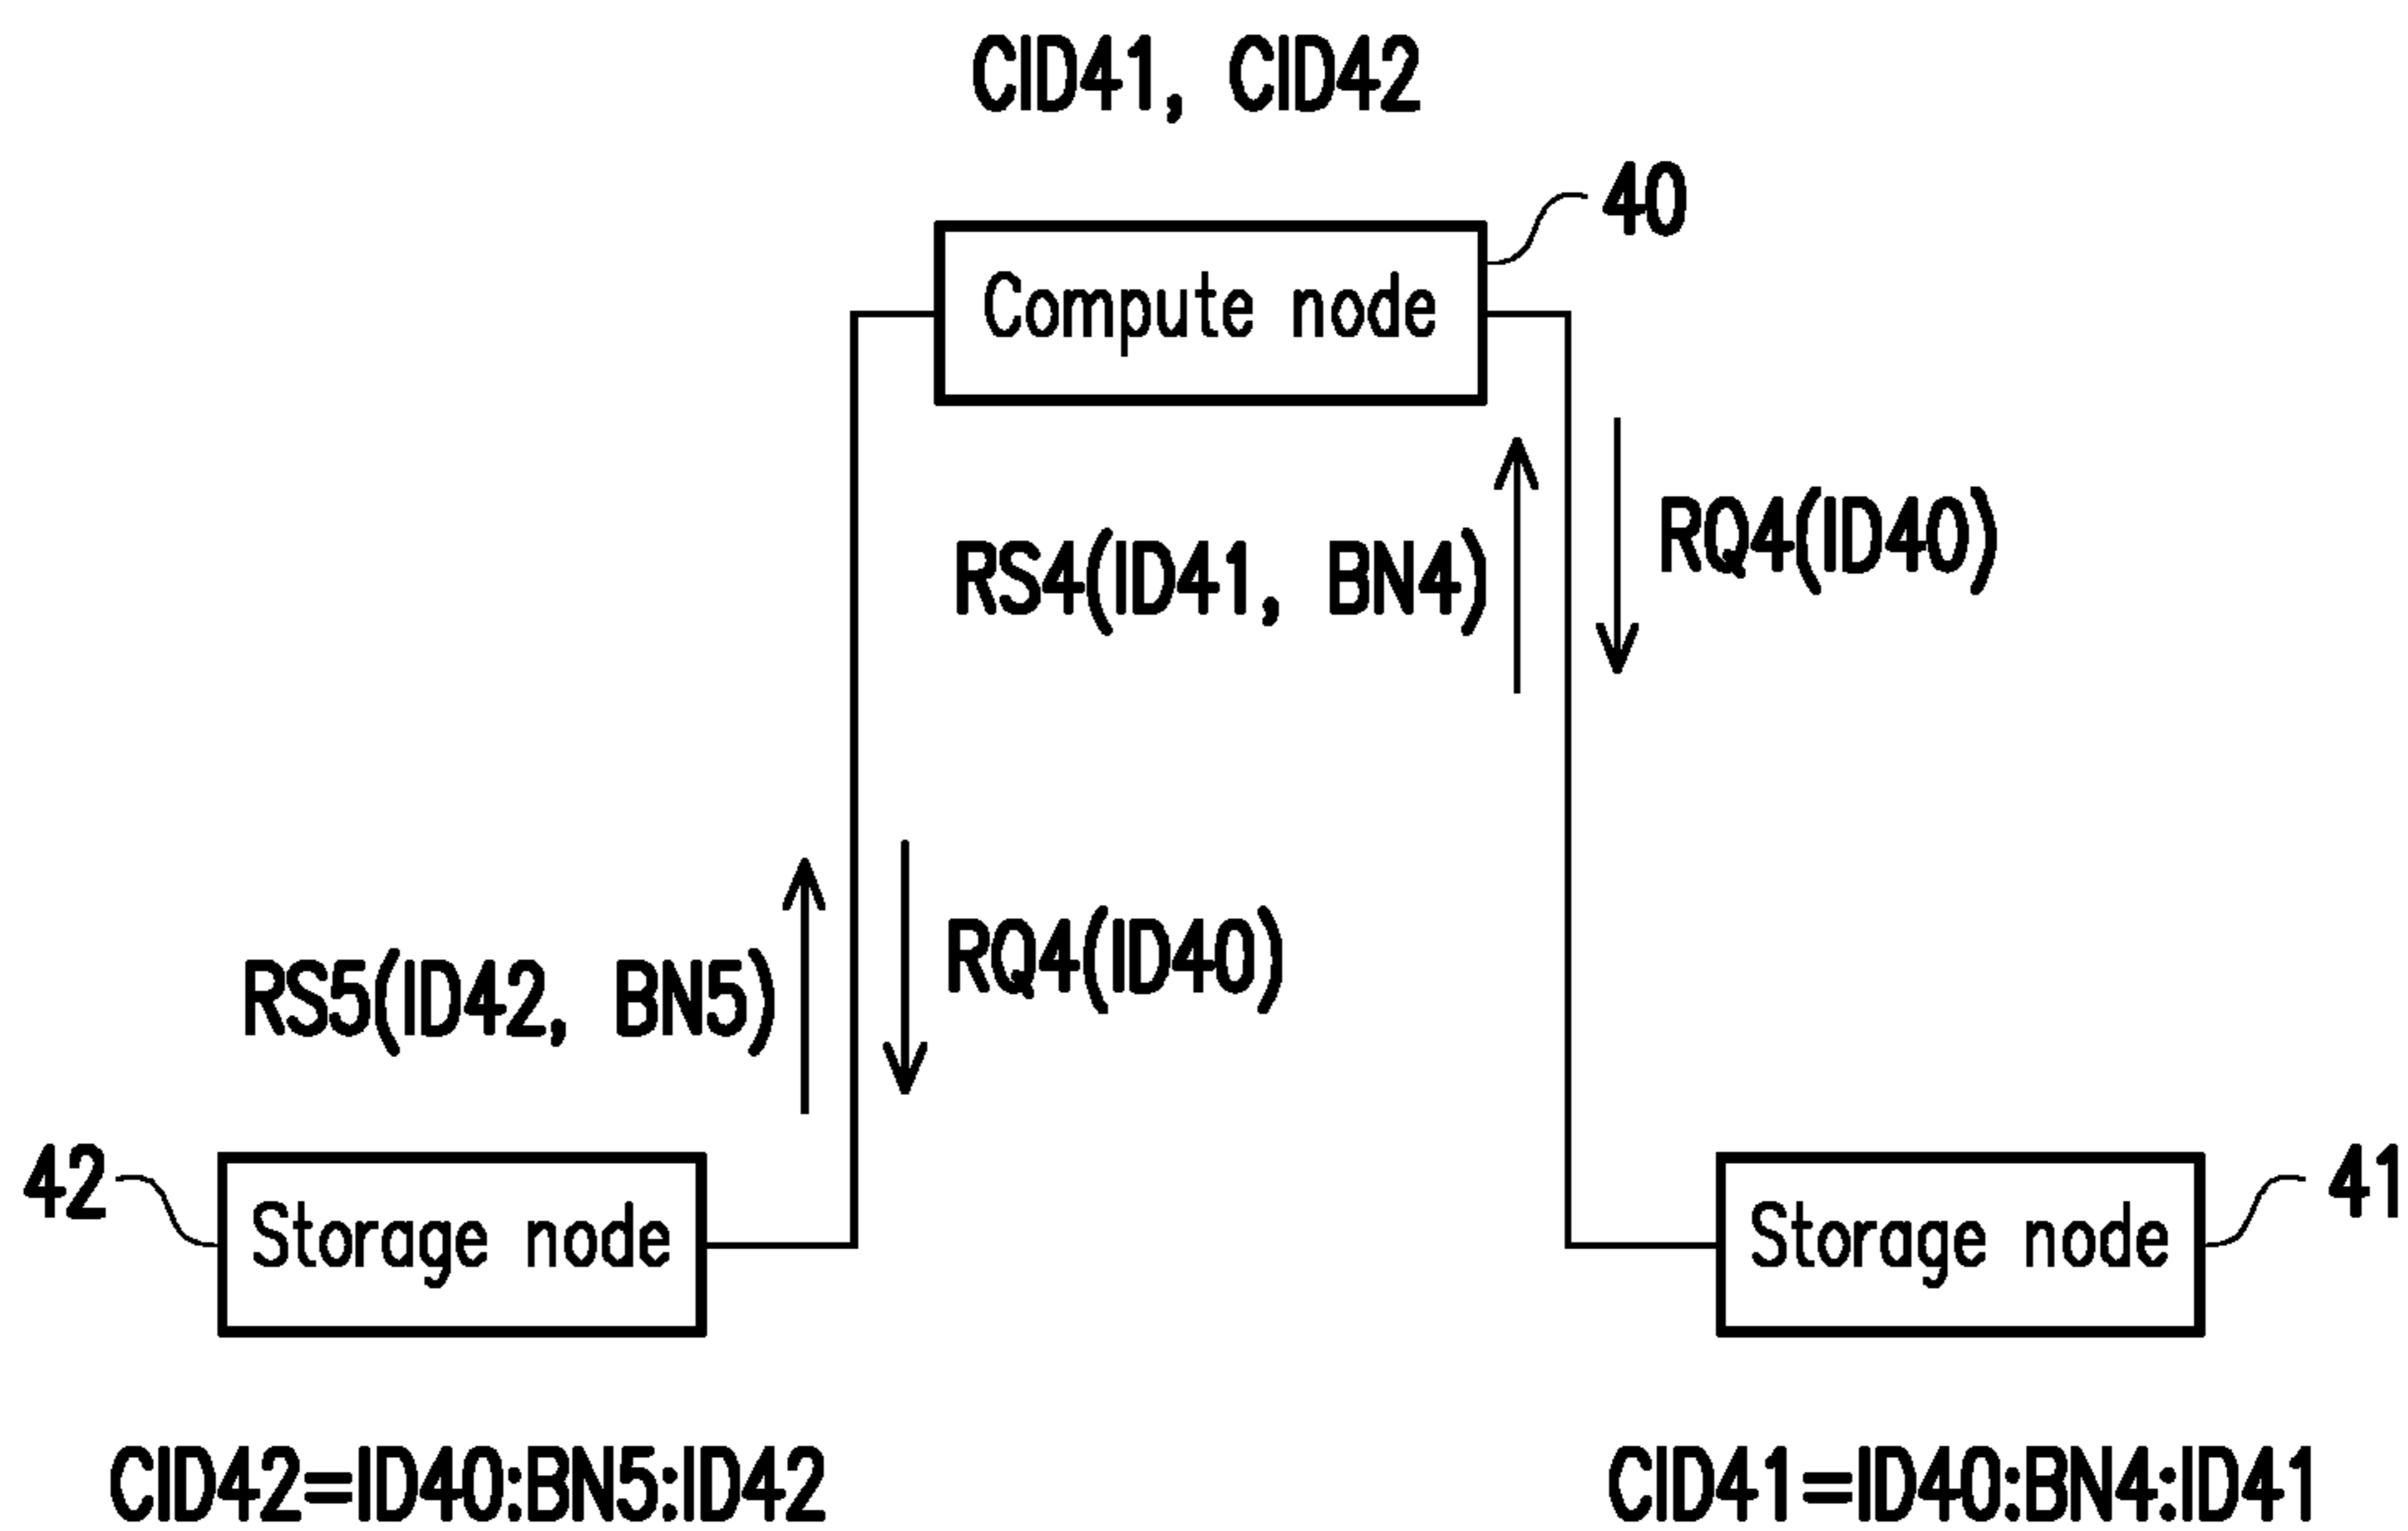 CID41, CID42
40
Compute node
RQ4(ID40)
RS4(ID41, BN4)
RQ4(ID40)
RS5(ID42, BN5)
42
Storage node
Storage node
41
CID42=ID40:BN5:ID42
CID41=ID40:BN4:ID41